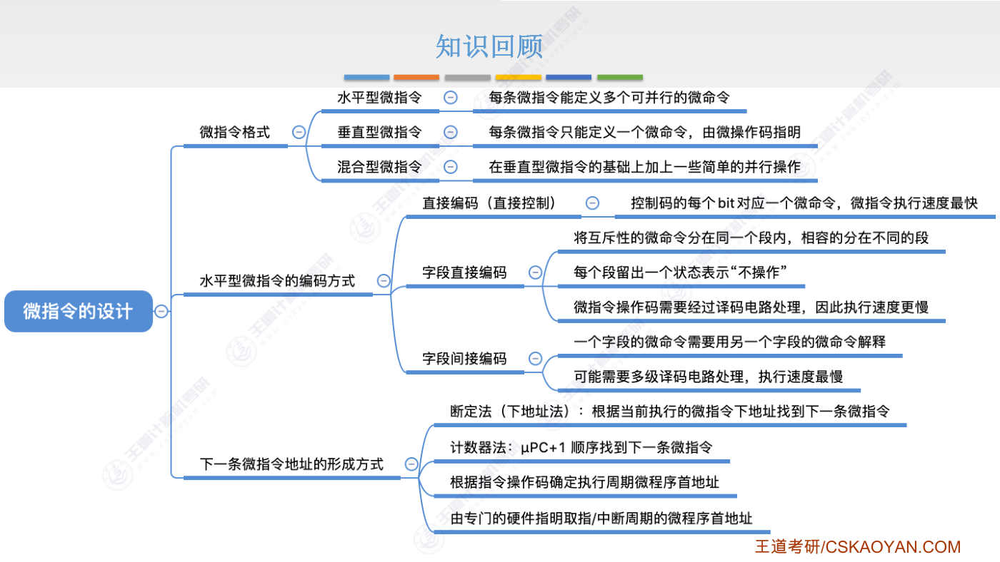 知识回顾
微指令的设计
微指令格式
水平型微指令
每条微指令能定义多个可并行的微命令
垂直型微指令
每条微指令只能定义一个微命令，由微操作码指明
混合型微指令
在垂直型微指令的基础上加上一些简单的并行操作
水平型微指令的编码方式
直接编码（直接控制）
控制码的每个bit对应一个微命令，微指令执行速度最快
字段直接编码
将互斥性的微命令分在同一个段内，相容的分在不同的段
每个段留出一个状态表示“不操作”
微指令操作码需要经过译码电路处理，因此执行速度更慢
字段间接编码
一个字段的微命令需要用另一个字段的微命令解释
可能需要多级译码电路处理，执行速度最慢
下一条微指令地址的形成方式
断定法（下地址法）：根据当前执行的微指令下地址找到下一条微指令
计数器法：μPC+1 顺序找到下一条微指令
根据指令操作码确定执行周期微程序首地址
由专门的硬件指明取指/中断周期的微程序首地址
王道考研/CSKAOYAN.COM